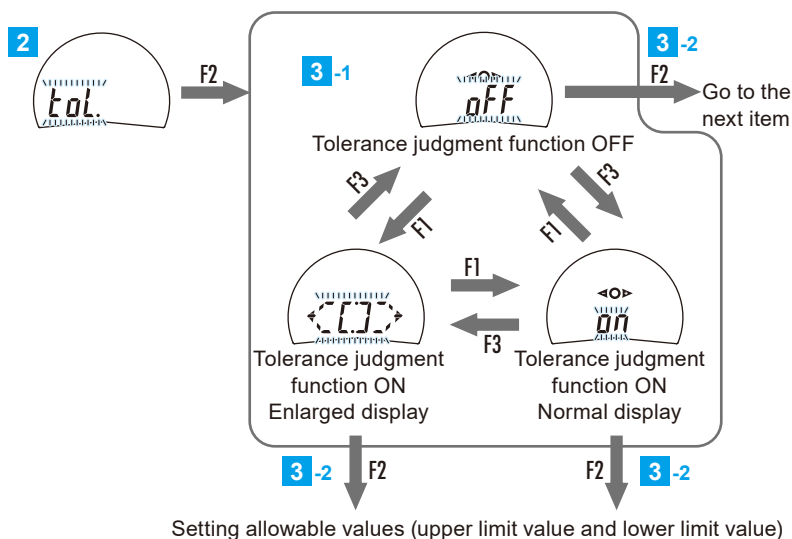 2
tol.
F2
3 -1
oFF
Tolerance judgment function OFF
3 -2
F2
Go to the
next item
F3
F1
F3
F1
[.]
Tolerance judgment
function ON
Enlarged display
F1
F3
on
Tolerance judgment
function ON
Normal display
3 -2
F2
F2
3 -2
Setting allowable values (upper limit value and lower limit value)